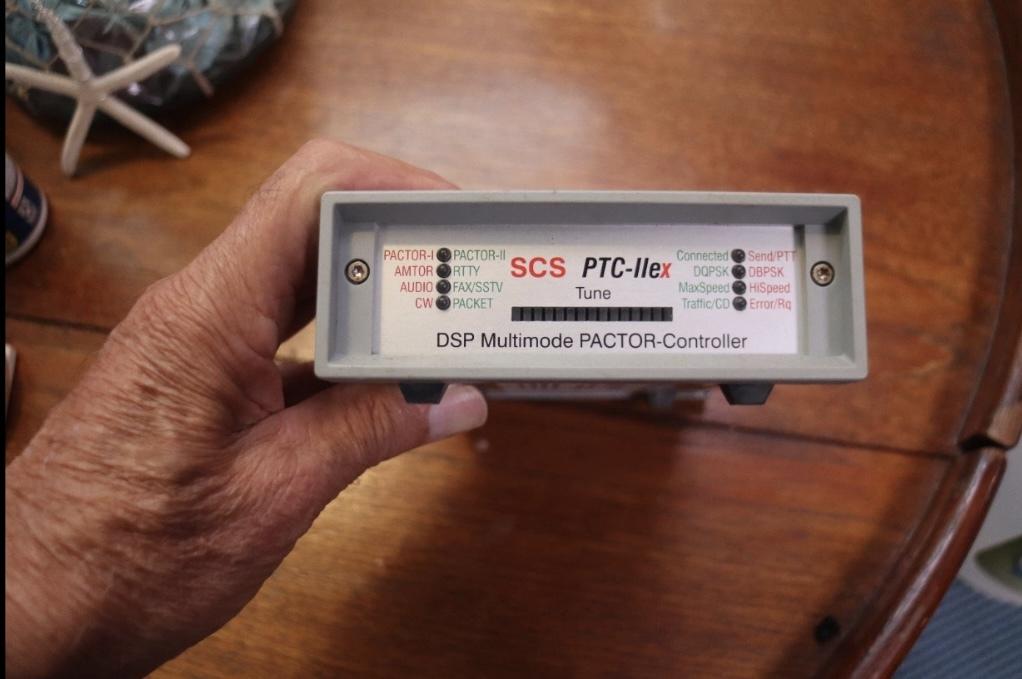 PACTOR-I PACTOR-II
AMTOR RTTY
AUDIO FAX/SSTV
CW PACKET
SCS PTC-IIex
Tune
Connected Send/PTT
DQPSK DBPSK
MaxSpeed HiSpeed
Traffic/CD Error/Rq
DSP Multimode PACTOR-Controller